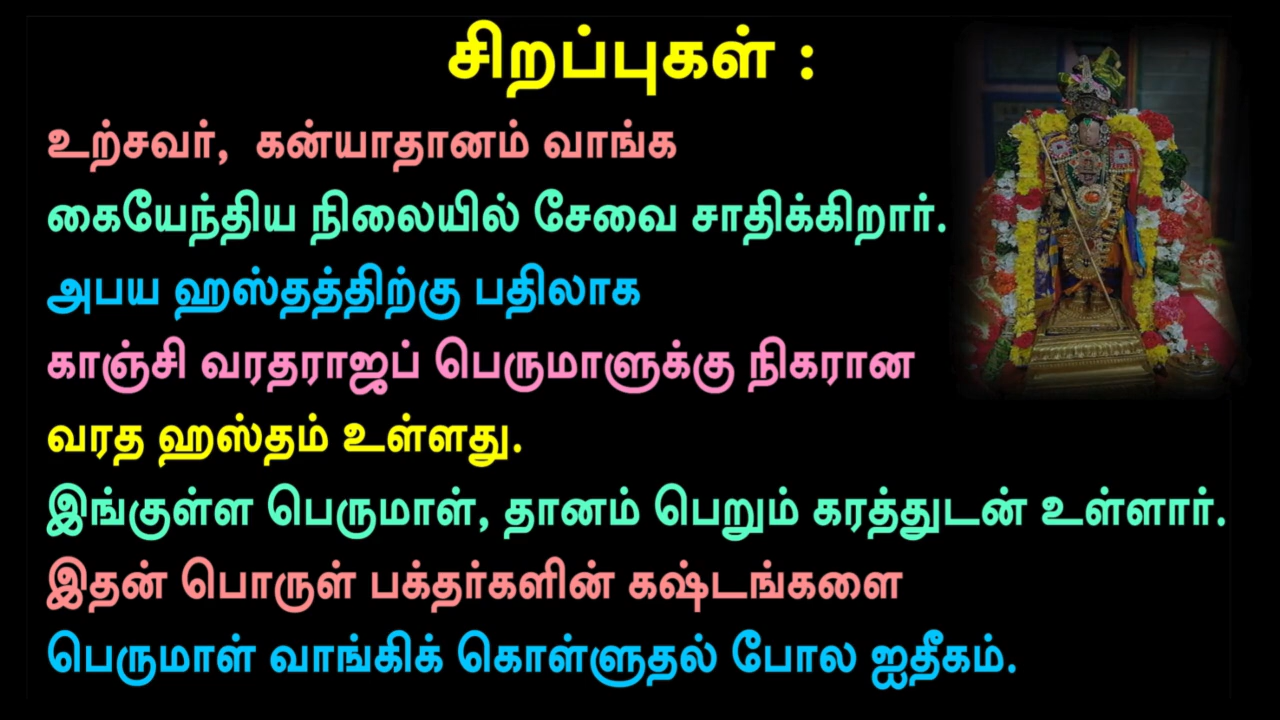 சிறப்புகள் :
உற்சவர், கன்யாதானம் வாங்க
கையேந்திய நிலையில் சேவை சாதிக்கிறார்.
அபய ஹஸ்தத்திற்கு பதிலாக
காஞ்சி வரதராஜப் பெருமாளுக்கு நிகரான
வரத ஹஸ்தம் உள்ளது.
இங்குள்ள பெருமாள், தானம் பெறும் கரத்துடன் உள்ளார்.
இதன் பொருள் பக்தர்களின் கஷ்டங்களை
பெருமாள் வாங்கிக் கொள்ளுதல் போல ஐதீகம்.